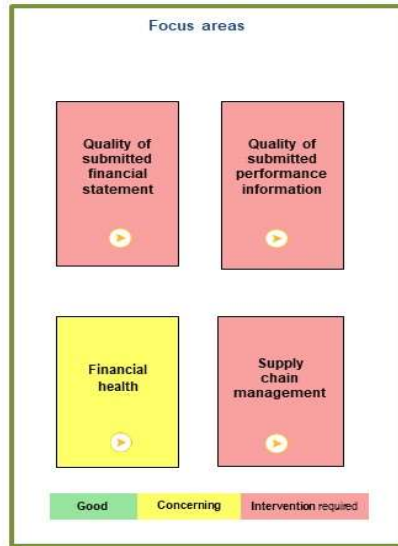 Focus areas
Quality of
submitted
financial
statement
Quality of
submitted
performance
information
Financial
health
Supply
chain
management
Good
Concerning
Intervention required